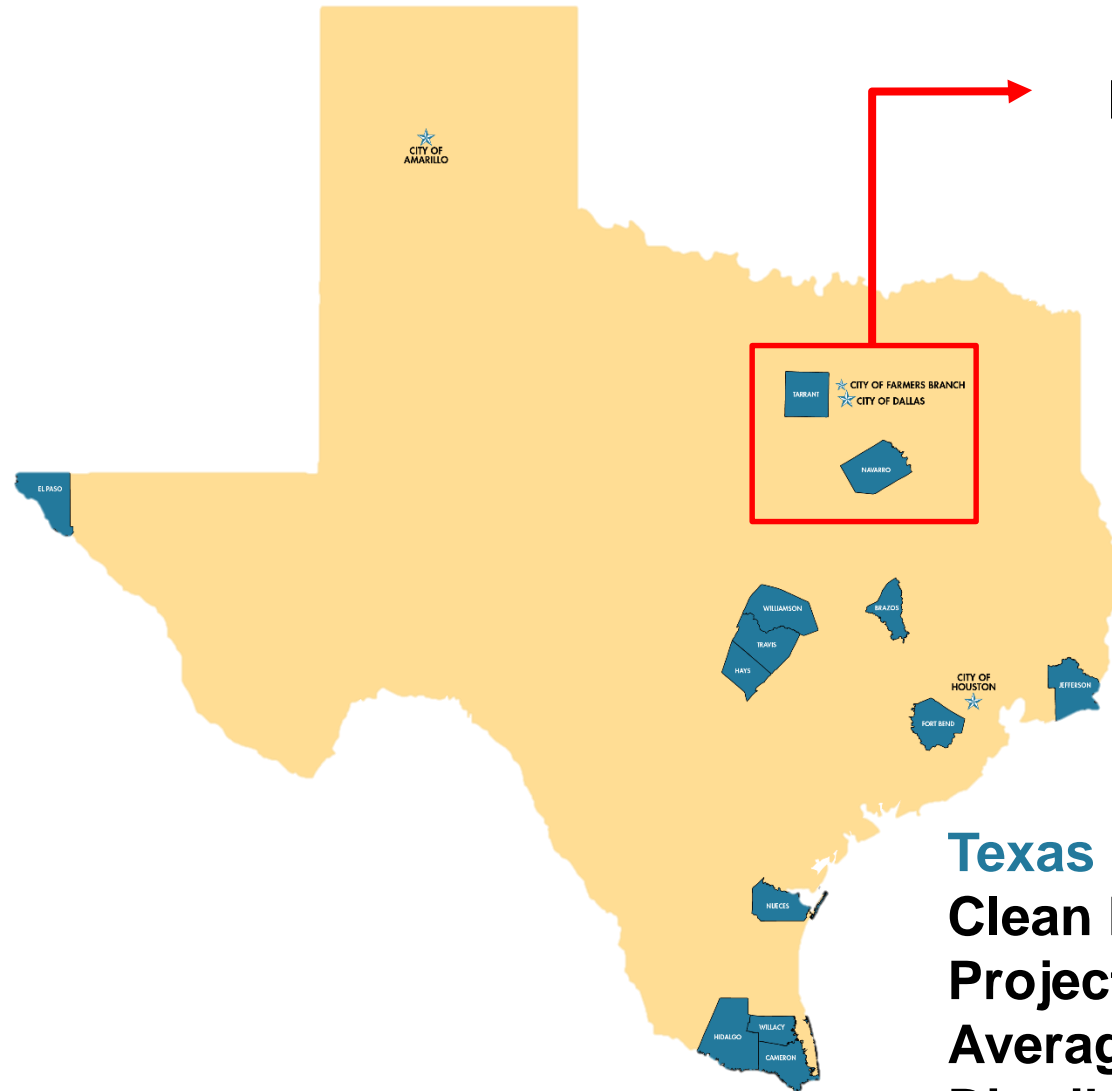 CITY OF
AMARILLO
TARRANT
CITY OF FARMERS BRANCH
CITY OF DALLAS
NAVARRO
EL PASO
WILLIAMSON
BRAZOS
TRAVIS
HAYS
CITY OF
HOUSTON
JEFFERSON
FORT BEND
NUECES
HIDALGO
WILLACY
CAMERON
Texas
Clean
Project
Averag